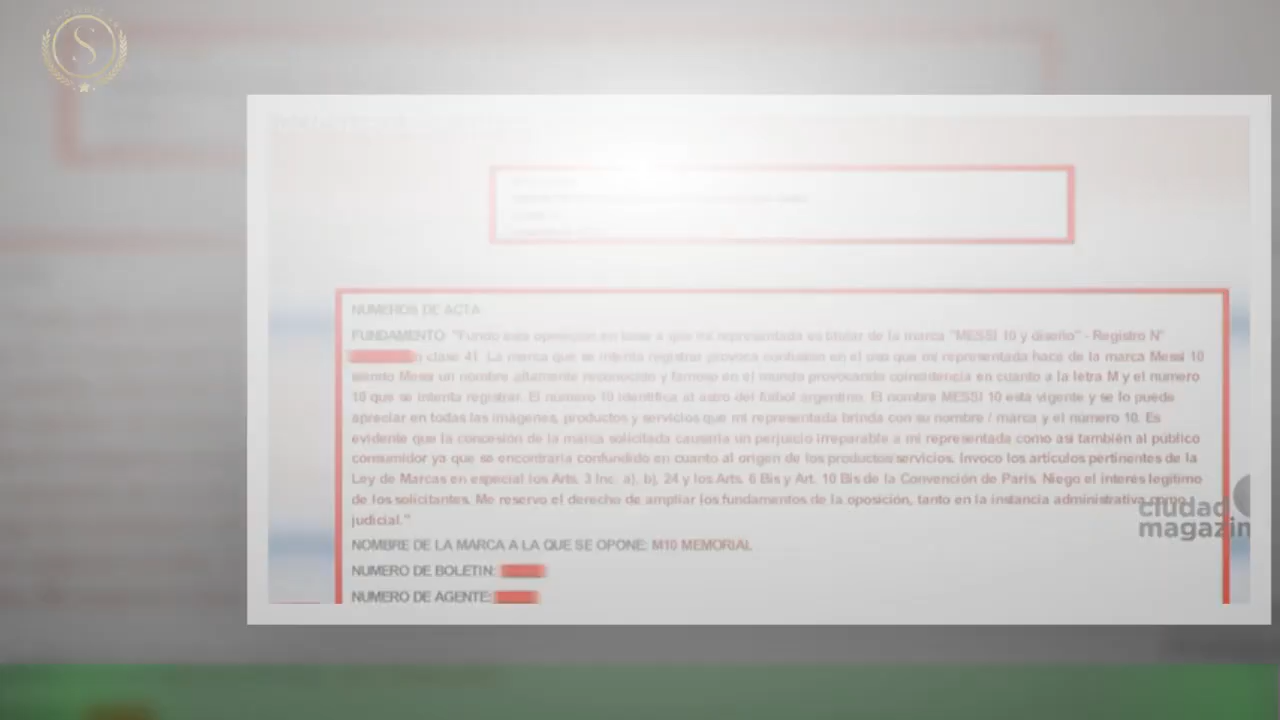 S
NUMEROS DE ACTA
FUNDAMENTO: "Fundo esta oposición en base a que mi representada es titular de la marca "MESSI 10 y diseño" - Registro N°
n clase 41. La marca que se intenta registrar provoca confusión en el uso que mi representada hace de la marca Messi 10
siendo Messi un nombre altamente reconocido y famoso en el mundo provocando coincidencia en cuanto a la letra M y el numero
10 que se intenta registrar. El número 10 identifica al astro del fútbol argentino. El nombre MESSI 10 está vigente y se lo puede
apreciar en todas las imágenes, productos y servicios que mi representada brinda con su nombre / marca y el número 10. Es
evidente que la concesión de la marca solicitada causaría un perjuicio irreparable a mi representada como así también al público
consumidor ya que se encontraría confundido en cuanto al origen de los productos/servicios. Invoco los artículos pertinentes de la
Ley de Marcas en especial los Arts. 3 Inc. a), b), 24 y los Arts. 6 Bis y Art. 10 Bis de la Convención de París. Niego el interés legítimo
de los solicitantes. Me reservo el derecho de ampliar los fundamentos de la oposición, tanto en la instancia administrativa como
judicial."
NOMBRE DE LA MARCA A LA QUE SE OPONE: M10 MEMORIAL
NUMERO DE BOLETIN:
NUMERO DE AGENTE:
ciudad
magazin